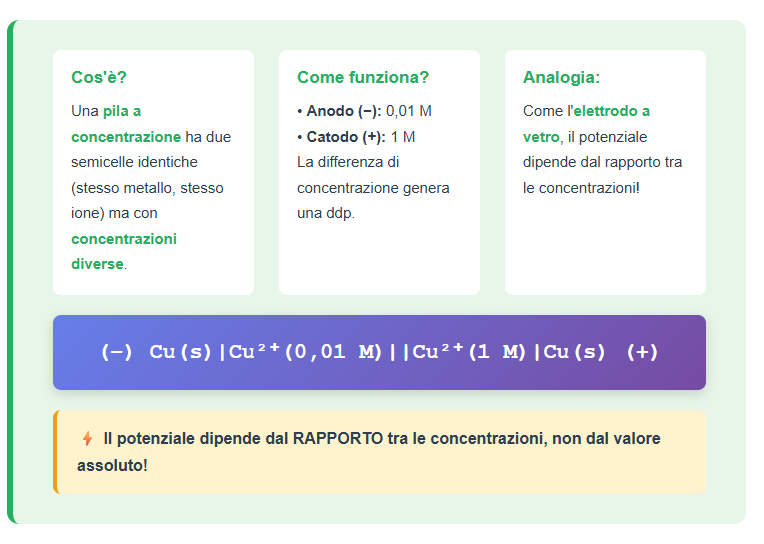 Cos'è?
Una pila a
concentrazione ha due
semicelle identiche
(stesso metallo, stesso
ione) ma con
concentrazioni
diverse.
Come funziona?
• Anodo (−): 0,01 M
• Catodo (+): 1 M
La differenza di
concentrazione genera
una ddp.
Analogia:
Come l'elettrodo a
vetro, il potenziale
dipende dal rapporto tra
le concentrazioni!
(−) Cu(s)|Cu²⁺(0,01 M)||Cu²⁺(1 M)|Cu(s) (+)
⚡ Il potenziale dipende dal RAPPORTO tra le concentrazioni, non dal valore
assoluto!